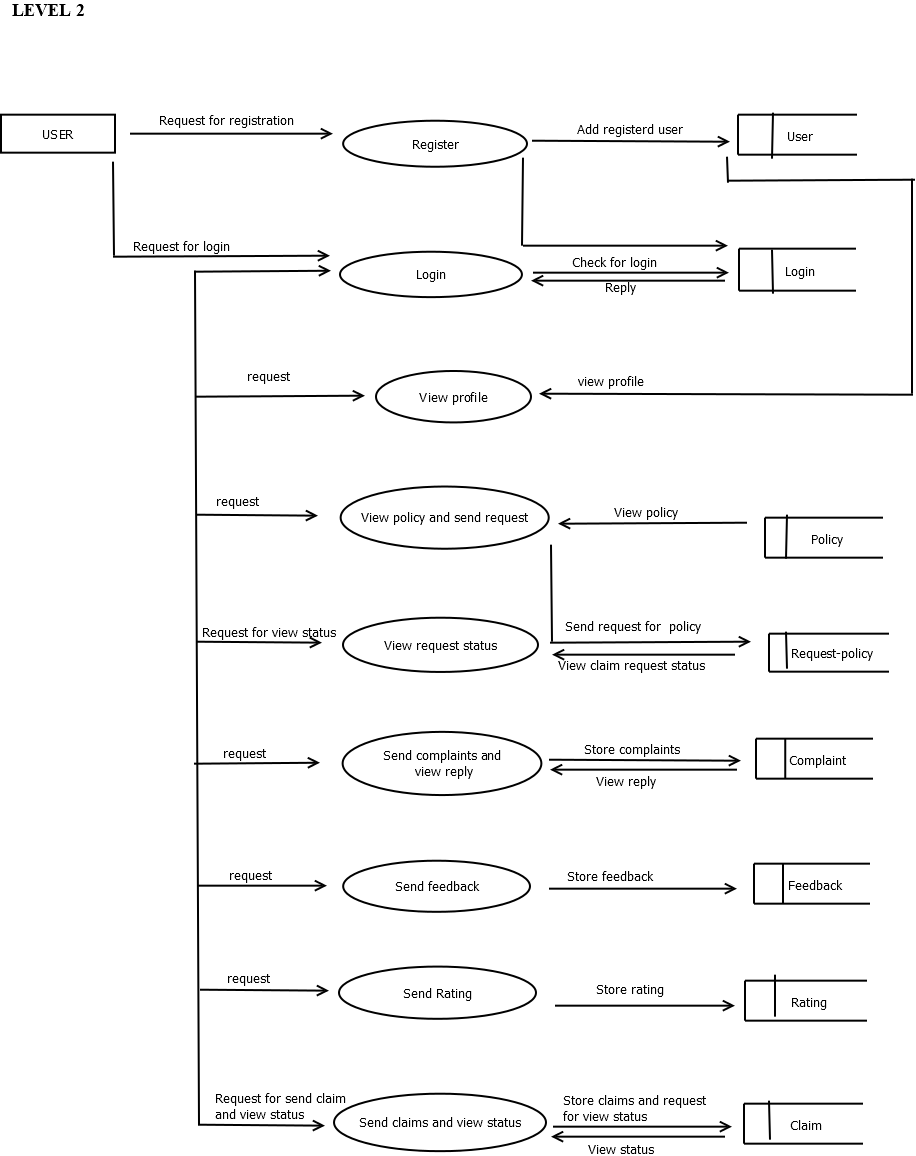 LEVEL 2
Request for registration
Add registerd user
USER
Register
User
Request for login
Check for login
Login
Login
Reply
request
view profile
View profile
request
View policy
View policy and send request
Policy
Request for view status
Send request for policy
View request status
Request-policy
View claim request status
request
Store complaints
Send complaints and
view reply
Complaint
View reply
request
Store feedback
Send feedback
Feedback
request
Store rating
Send Rating
Rating
Request for send claim
and view status
Store claims and request
for view status
Send claims and view status
Claim
View status